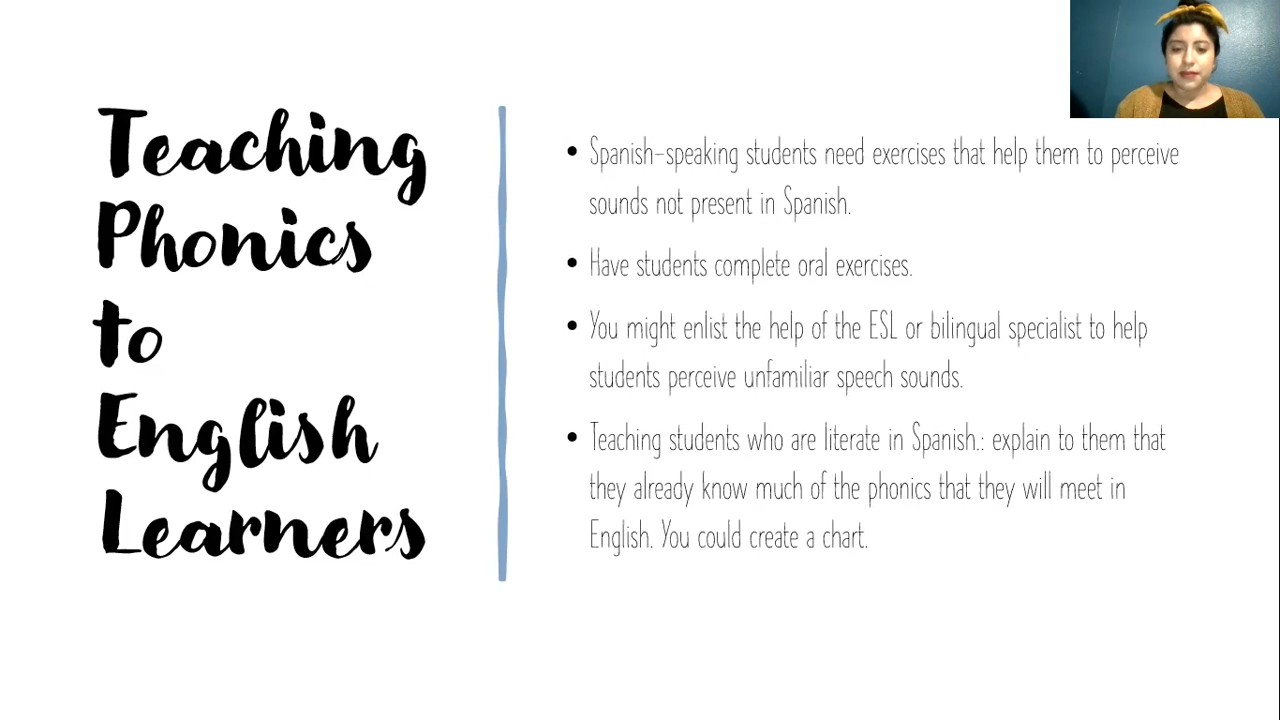 Teaching
Phonics
to
English
Learners
• Spanish-speaking students need exercises that help them to perceive
sounds not present in Spanish.
• Have students complete oral exercises.
• You might enlist the help of the ESL or bilingual specialist to help
students perceive unfamiliar speech sounds.
• Teaching students who are literate in Spanish.: explain to them that
they already know much of the phonics that they will meet in
English. You could create a chart.